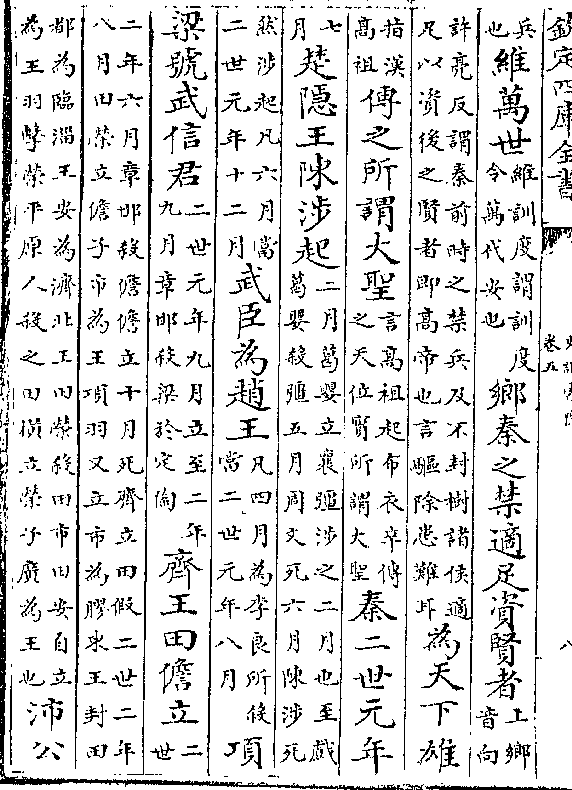 欽定四庫全書 卷五 八
兵也維萬世維訓度謂訓度令萬代安也鄉秦之禁適足資賢者上鄉音向
許亮反謂秦前時之禁兵及不封樹諸侯適足以資後之賢者即高帝也言驅除患難耳為天下雄
指漢高祖傳之所謂大聖言高祖起布衣卒傳之天位實所謂大聖秦二世元年
七月楚隱王陳涉起二月葛嬰立襄彊涉之二月也至戲葛嬰殺彊五月周文死六月陳涉死
然涉起凡六月當二世元年十二月武臣為趙王凡四月為李良所殺當二世元年八月項
梁號武信君二世元年九月立至二年九月章邯殺梁於定陶齊王田儋立二世
二年六月章邯殺儋儋立十月死齊立田假二世二年八月田榮立儋子市為王項羽又立市為膠東王封田
都為臨淄王安為濟北王田榮殺田市田安自立為王羽擊榮平原人殺之田橫立榮子廣為王也沛公